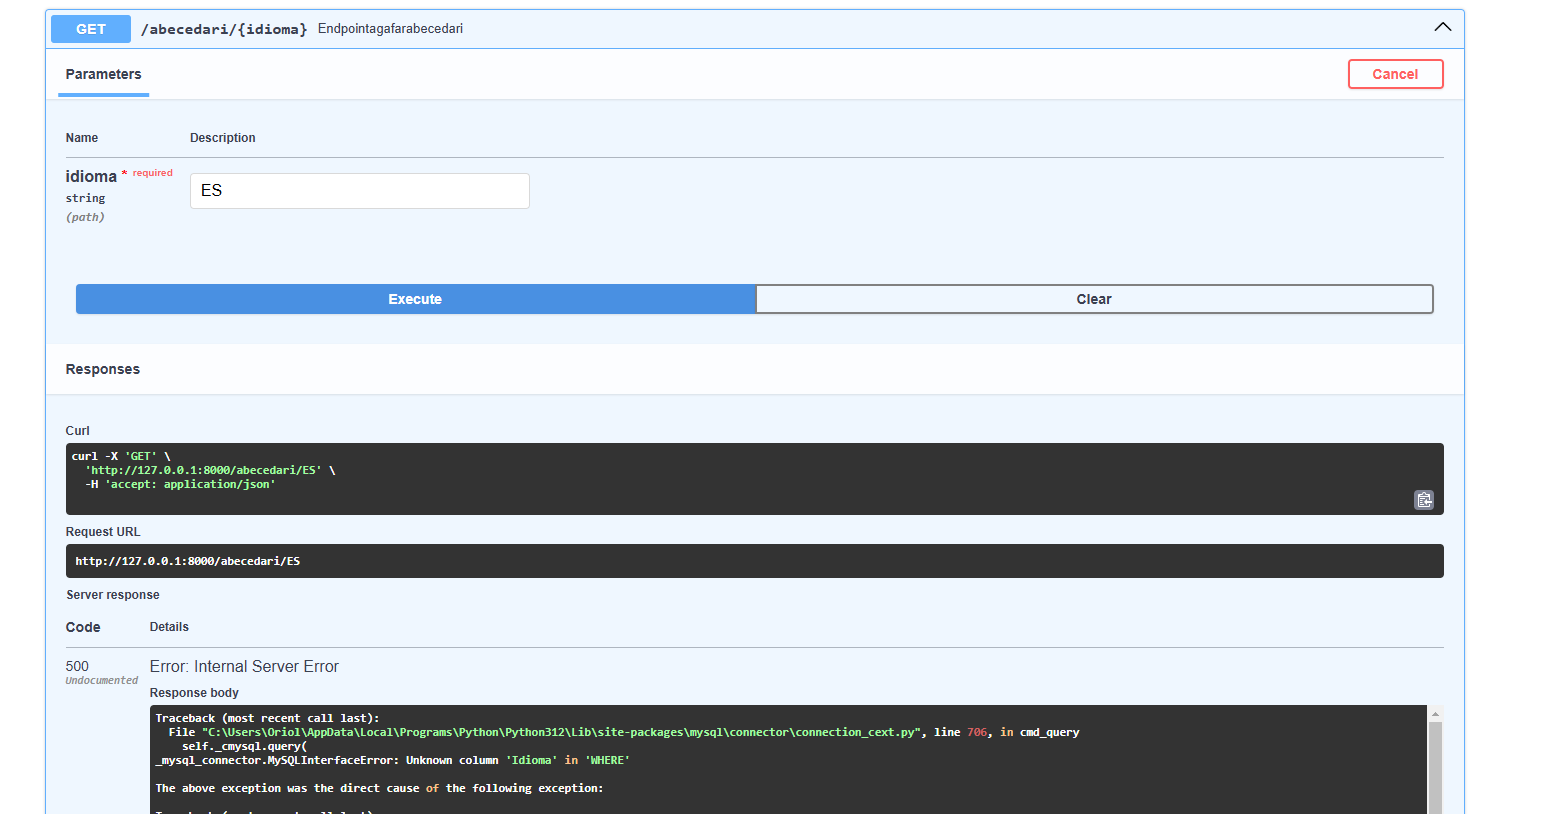 GET /abecedari/{idioma} Endpointagafarabecedari
Parameters
Cancel
Name Description
idioma * required
string
(path)
ES
Execute Clear
Responses
Curl
curl -X 'GET' \
'http://127.0.0.1:8000/abecedari/ES' \
-H 'accept: application/json'
Request URL
http://127.0.0.1:8000/abecedari/ES
Server response
Code Details
500
Undocumented
Error: Internal Server Error
Response body
Traceback (most recent call last):
File "C:\Users\Oriol\AppData\Local\Programs\Python\Python312\Lib\site-packages\mysql\connector\connection_cext.py", line 706, in cmd_query
self._cmysql.query(
_mysql_connector.MySQLInterfaceError: Unknown column 'Idioma' in 'WHERE'
The above exception was the direct cause of the following exception: